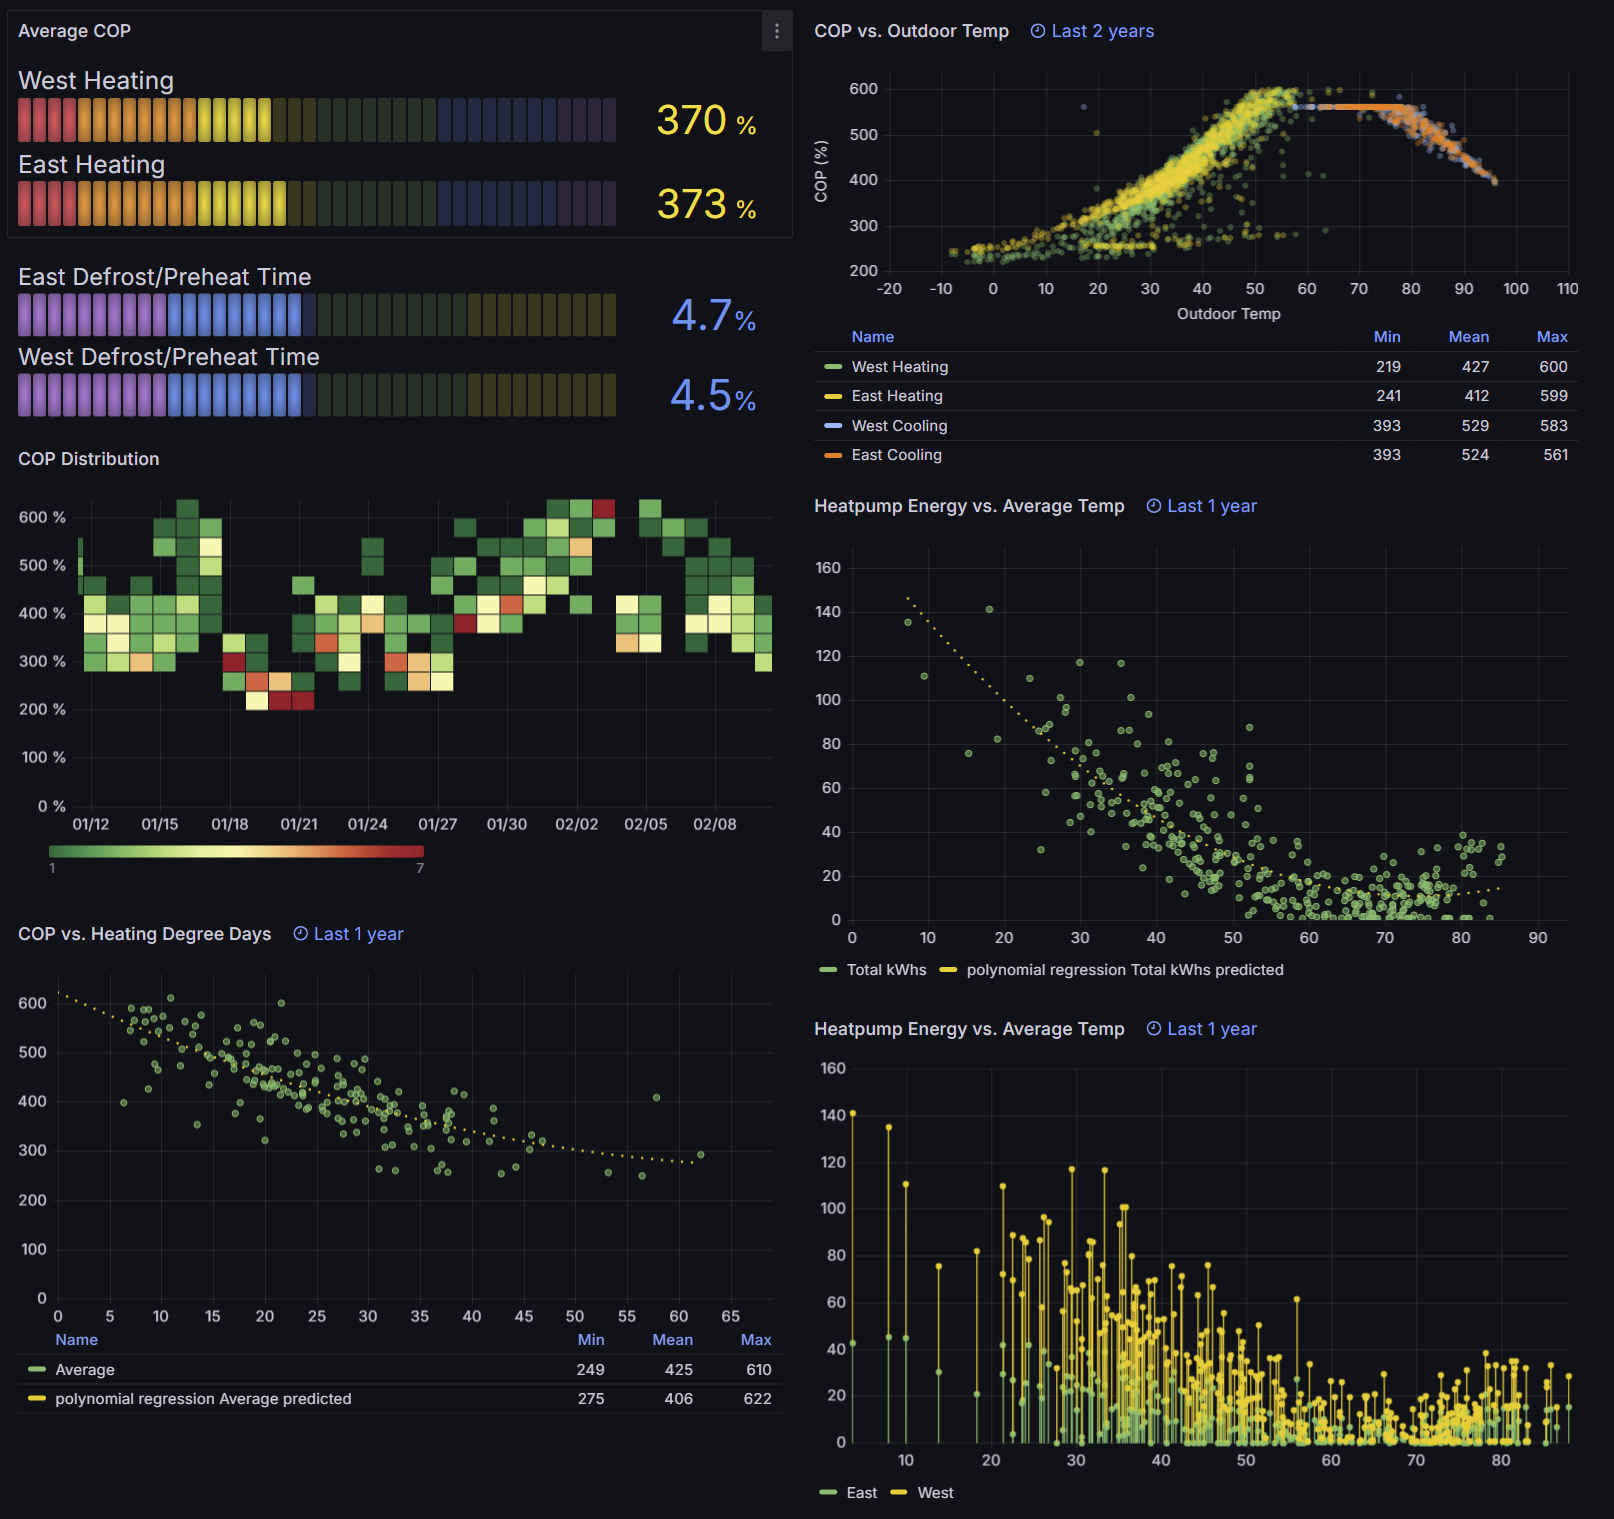 Average COP
West Heating
370 %
East Heating
373 %
East Defrost/Preheat Time
4.7%
West Defrost/Preheat Time
4.5%
COP Distribution
600 %
500 %
400 %
300 %
200 %
100 %
0 %
01/12 01/15 01/18 01/21 01/24 01/27 01/30 02/02 02/05 02/08
1 7
COP vs. Heating Degree Days Last 1 year
600
500
400
300
200
100
0
0 5 10 15 20 25 30 35 40 45 50 55 60 65
Name Min Mean Max
Average 249 425 610
polynomial regression Average predicted 275 406 622
COP vs. Outdoor Temp Last 2 years
COP (%)
600
500
400
300
200
-20 -10 0 10 20 30 40 50 60 70 80 90 100 110
Outdoor Temp
Name Min Mean Max
West Heating 219 427 600
East Heating 241 412 599
West Cooling 393 529 583
East Cooling 393 524 561
Heatpump Energy vs. Average Temp Last 1 year
160
140
120
100
80
60
40
20
0
0 10 20 30 40 50 60 70 80 90
Total kWhs polynomial regression Total kWhs predicted
Heatpump Energy vs. Average Temp Last 1 year
160
140
120
100
80
60
40
20
0
10 20 30 40 50 60 70 80
East West